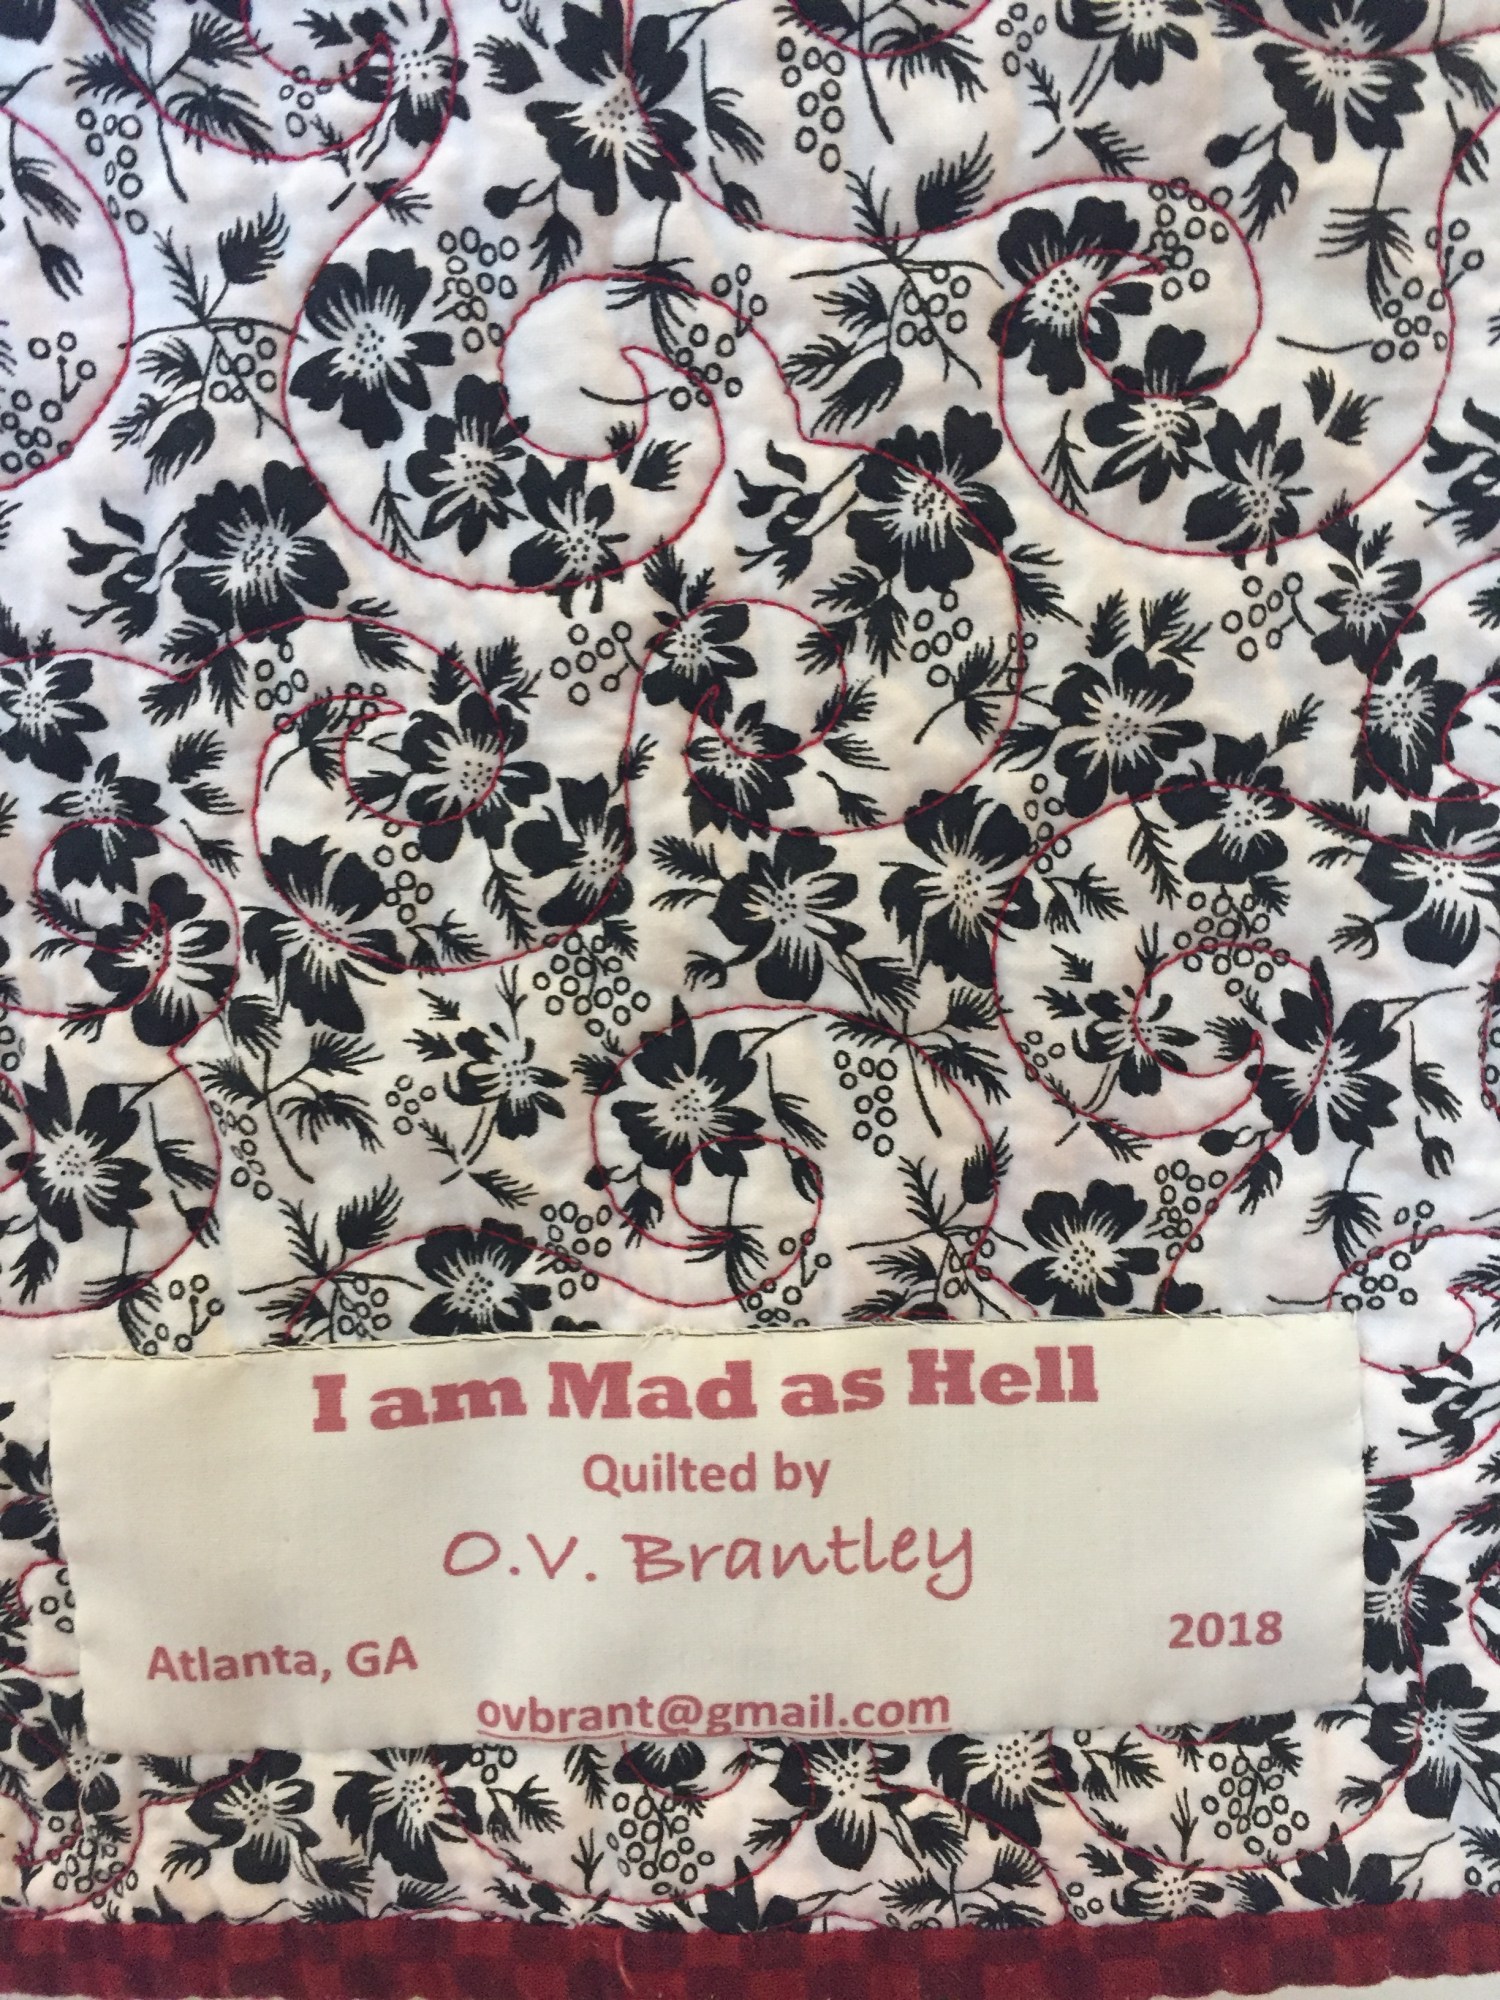 I am Mad as Hell
Quilted by
O.V. Brantley
Atlanta, GA
2018
ovbrant@gmail.com